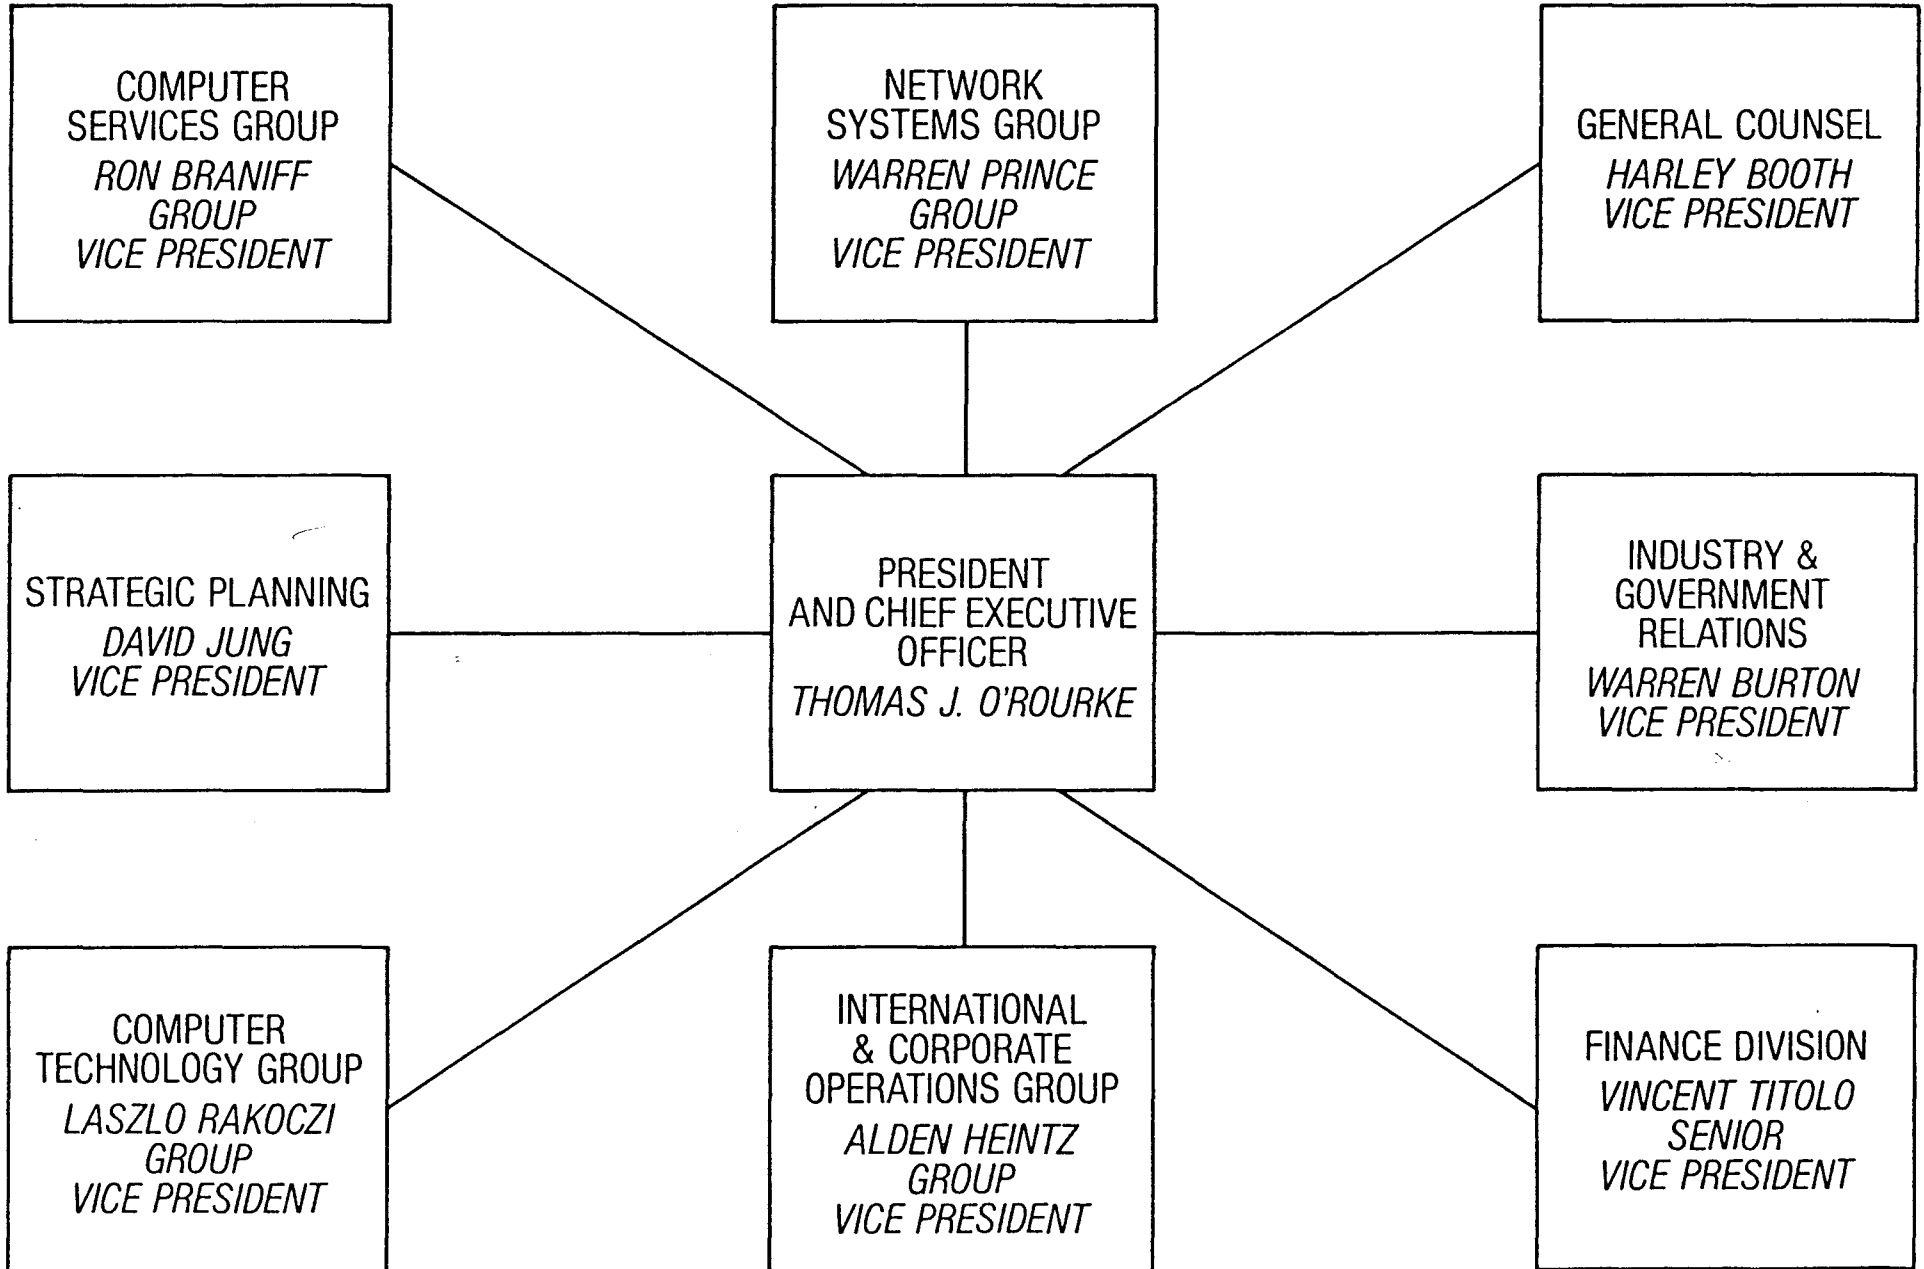 COMPUTER
SERVICES GROUP
RON BRANIFF
GROUP
VICE PRESIDENT
NETWORK
SYSTEMS GROUP
WARREN PRINCE
GROUP
VICE PRESIDENT
GENERAL COUNSEL
HARLEY BOOTH
VICE PRESIDENT
STRATEGIC PLANNING
DAVID JUNG
VICE PRESIDENT
PRESIDENT
AND CHIEF EXECUTIVE
OFFICER
THOMAS J. O'ROURKE
INDUSTRY &
GOVERNMENT
RELATIONS
WARREN BURTON
VICE PRESIDENT
COMPUTER
TECHNOLOGY GROUP
LASZLO RAKOCZI
GROUP
VICE PRESIDENT
INTERNATIONAL
& CORPORATE
OPERATIONS GROUP
ALDEN HEINTZ
GROUP
VICE PRESIDENT
FINANCE DIVISION
VINCENT TITOLO
SENIOR
VICE PRESIDENT